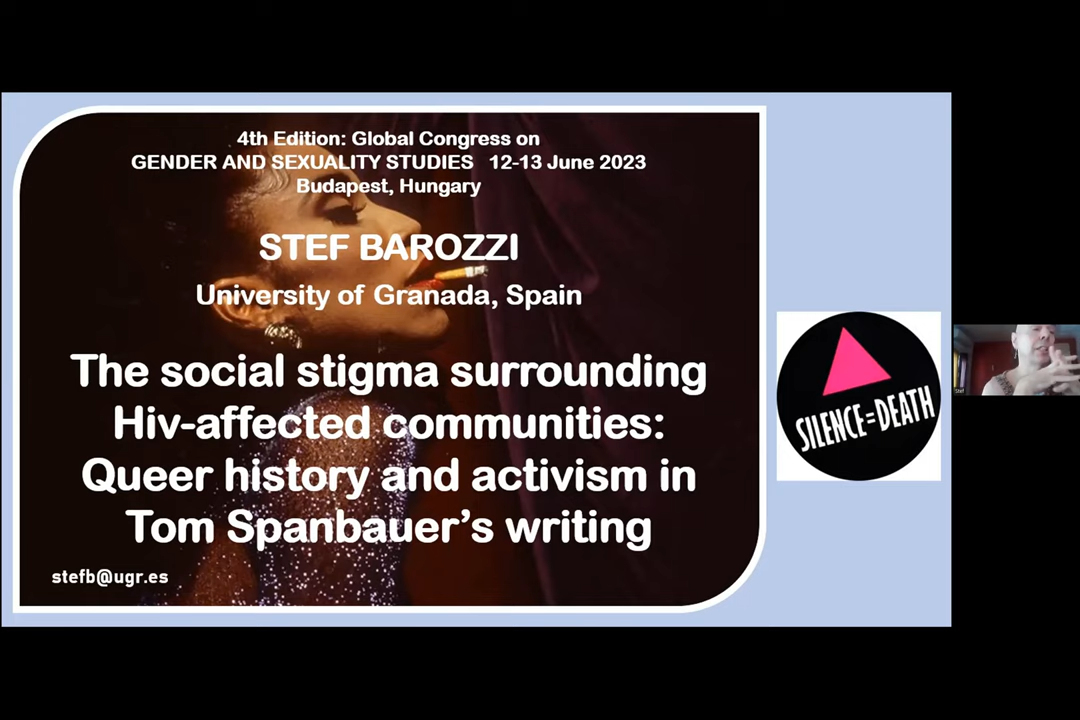 4th Edition: Global Congress on
GENDER AND SEXUALITY STUDIES 12-13 June 2023
Budapest, Hungary
STEF BAROZZI
University of Granada, Spain
The social stigma surrounding
Hiv-affected communities:
Queer history and activism in
Tom Spanbauer's writing
stefb@ugr.es
SILENCE=DEATH
Stef